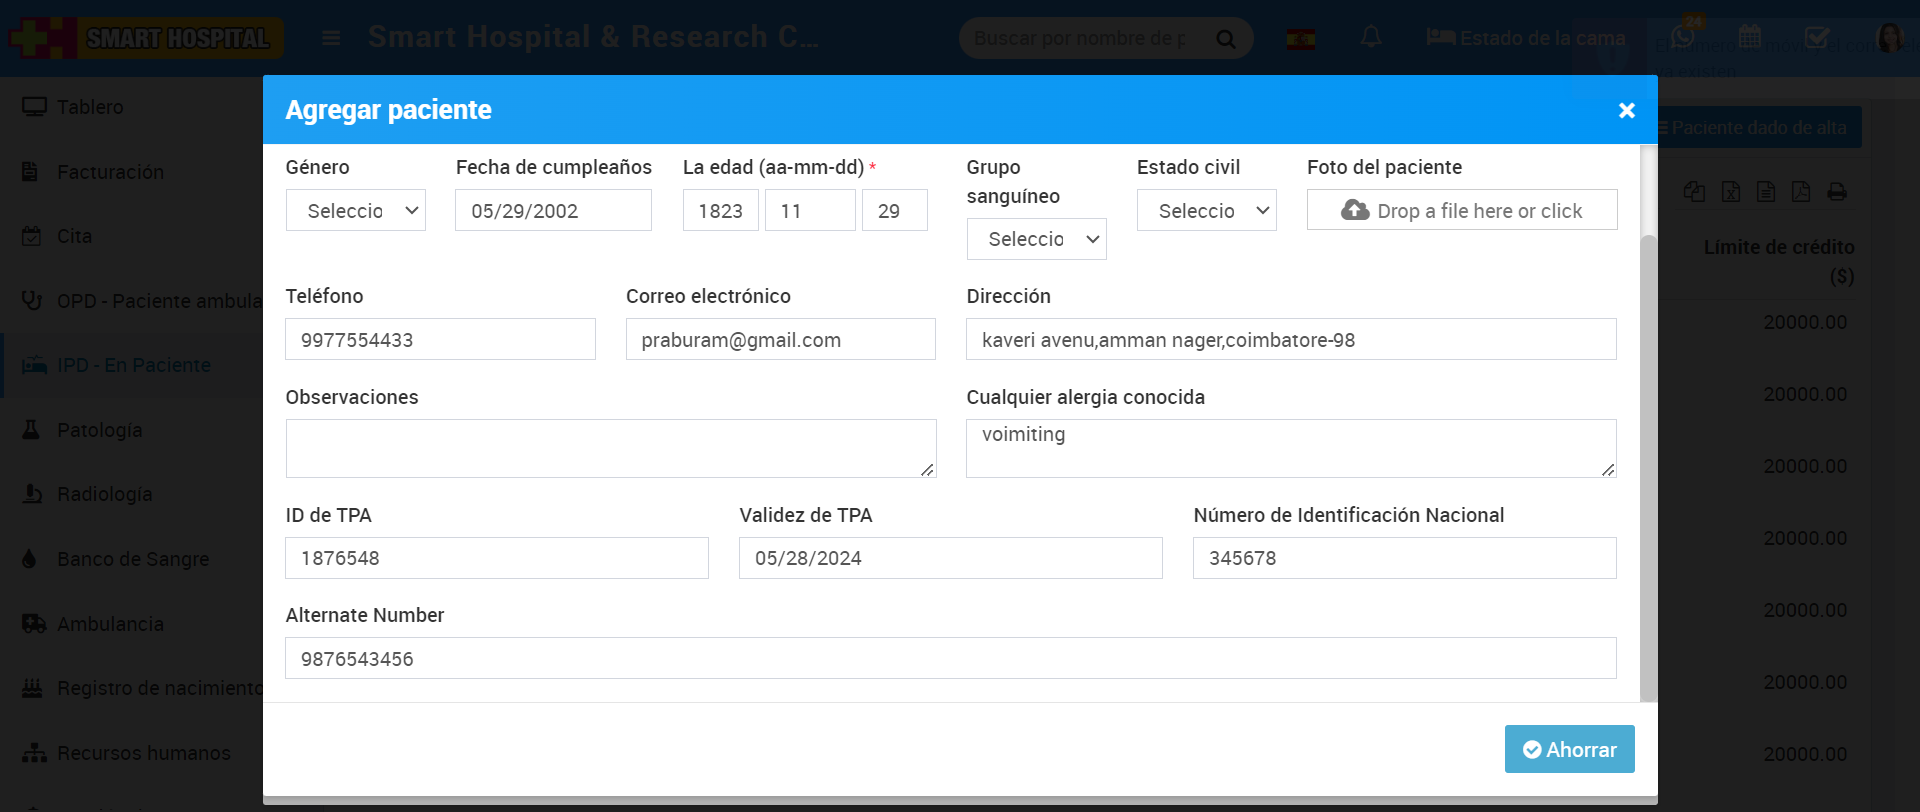 SMART HOSPITAL
Smart Hospital & Research C...
Buscar por nombre de p
Estado de la cama
24
ya existen
Tablero
Facturación
Cita
OPD - Paciente ambula
IPD - En Paciente
Patología
Radiología
Banco de Sangre
Ambulancia
Registro de nacimiento
Recursos humanos
Agregar paciente
×
Paciente dado de alta
Género
Fecha de cumpleaños
La edad (aa-mm-dd) *
Grupo
sanguíneo
Estado civil
Foto del paciente
Seleccio
05/29/2002
1823
11
29
Seleccio
Seleccio
Drop a file here or click
Límite de crédito
($)
Teléfono
Correo electrónico
Dirección
9977554433
praburam@gmail.com
kaveri avenu,amman nager,coimbatore-98
Observaciones
Cualquier alergia conocida
voimiting
ID de TPA
Validez de TPA
Número de Identificación Nacional
1876548
05/28/2024
345678
Alternate Number
9876543456
Ahorrar
20000.00
20000.00
20000.00
20000.00
20000.00
20000.00
20000.00